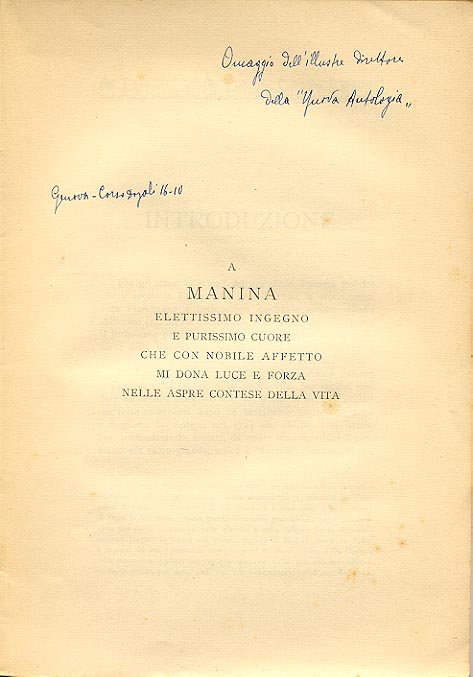 Omaggio dell'illustre Direttore
della "Nuova Antologia„
Genova - Corso Dogali 16-10
INTRODUZIONE
A
MANINA
ELETTISSIMO INGEGNO
E PURISSIMO CUORE
CHE CON NOBILE AFFETTO
MI DONA LUCE E FORZA
NELLE ASPRE CONTESE DELLA VITA